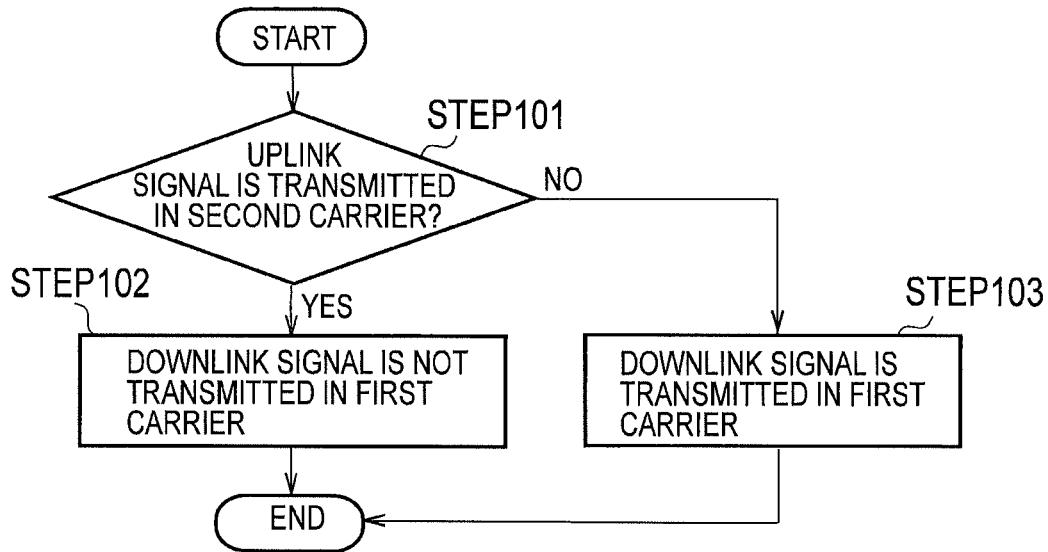 START
STEP101
UPLINK
SIGNAL IS TRANSMITTED
IN SECOND CARRIER?
NO
STEP102
YES
STEP103
DOWNLINK SIGNAL IS NOT
TRANSMITTED IN FIRST
CARRIER
DOWNLINK SIGNAL IS
TRANSMITTED IN FIRST
CARRIER
END